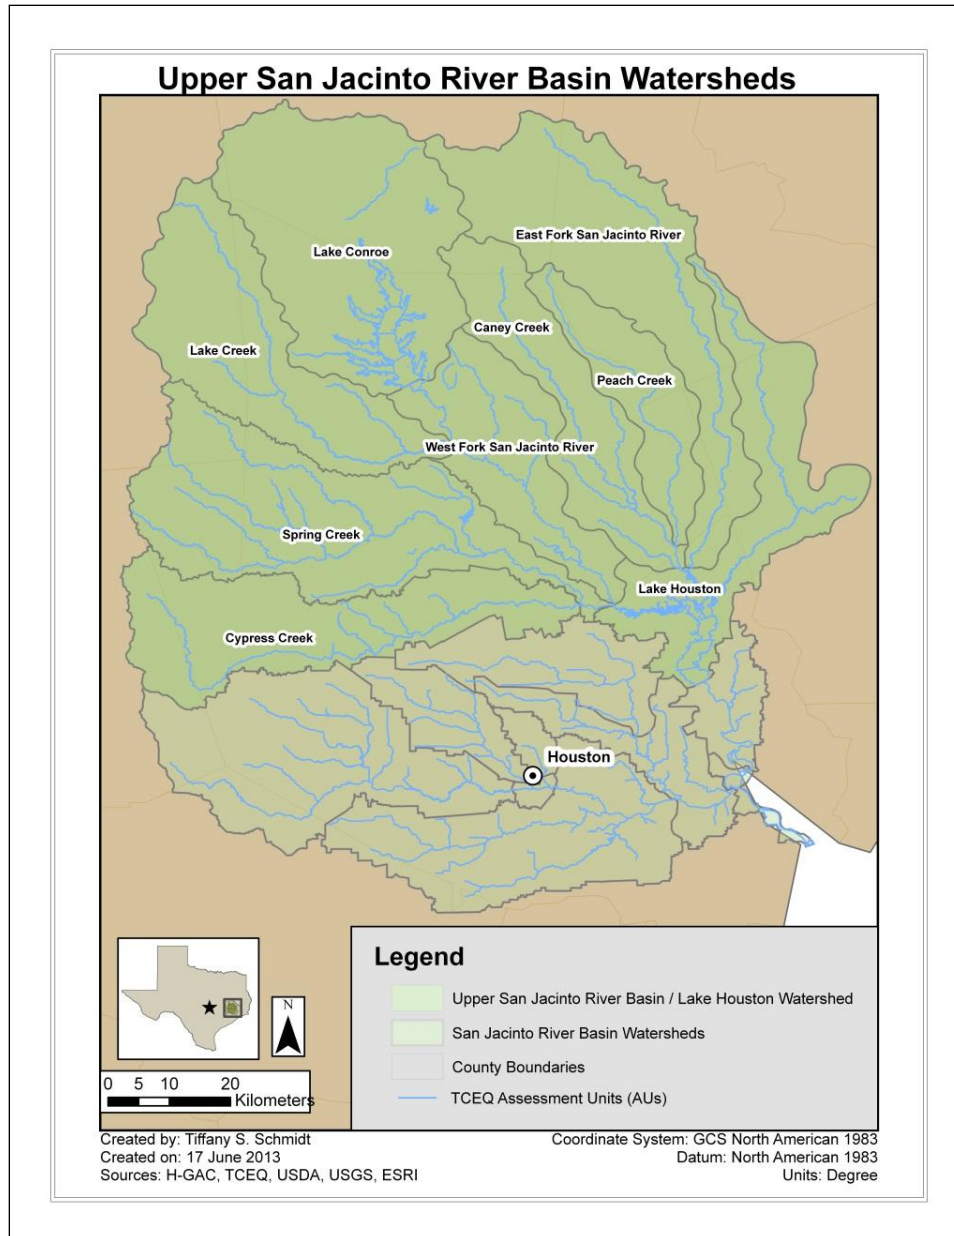 Upper San Jacinto River Basin Watersheds
East Fork San Jacinto River
Lake Conroe
Caney Creek
Lake Creek
Peach Creek
West Fork San Jacinto River
Spring Creek
Lake Houston
Cypress Creek
Houston
Legend
Upper San Jacinto River Basin / Lake Houston Watershed
San Jacinto River Basin Watersheds
County Boundaries
TCEQ Assessment Units (AUs)
N
0 5 10 20
Kilometers
Created by: Tiffany S. Schmidt
Created on: 17 June 2013
Sources: H-GAC, TCEQ, USDA, USGS, ESRI
Coordinate System: GCS North American 1983
Datum: North American 1983
Units: Degree